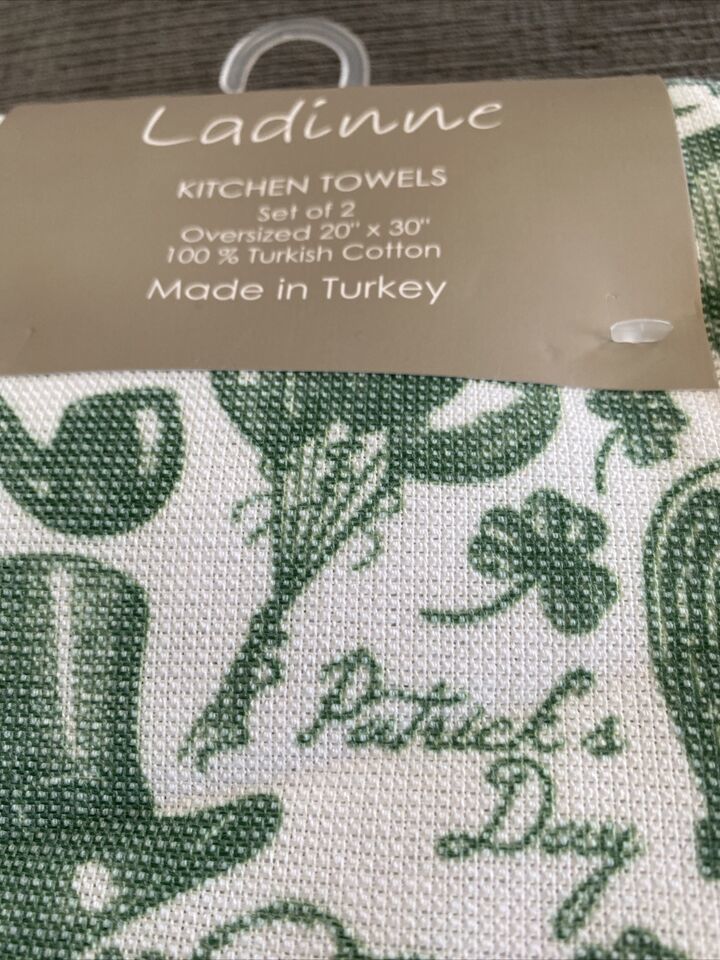 Ladinne
KITCHEN TOWELS
Set of 2
Oversized 20" x 30"
100 % Turkish Cotton
Made in Turkey
Patrick's
Day